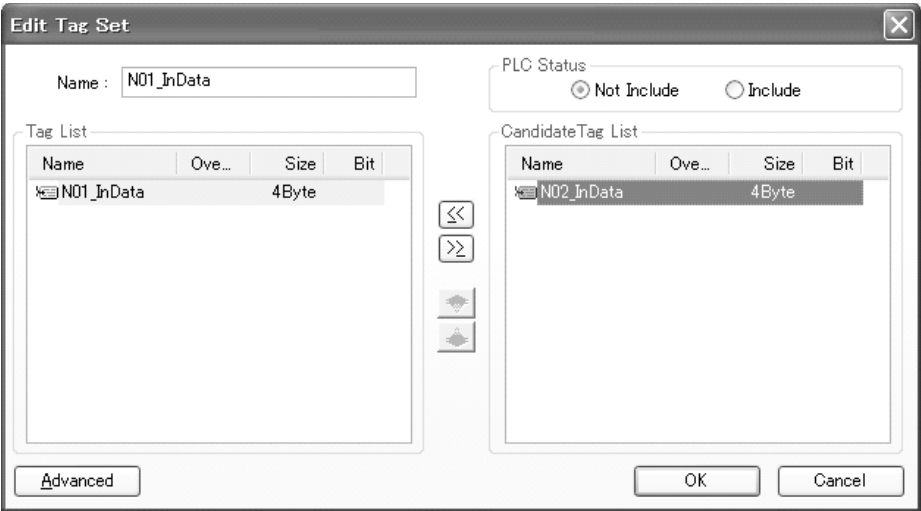 Edit Tag Set
Name : N01_InData
PLC Status
Not Include Include
Tag List
Name Ove... Size Bit
N01_InData 4Byte
CandidateTag List
Name Ove... Size Bit
N02_InData 4Byte
<<
>>
Advanced
OK Cancel